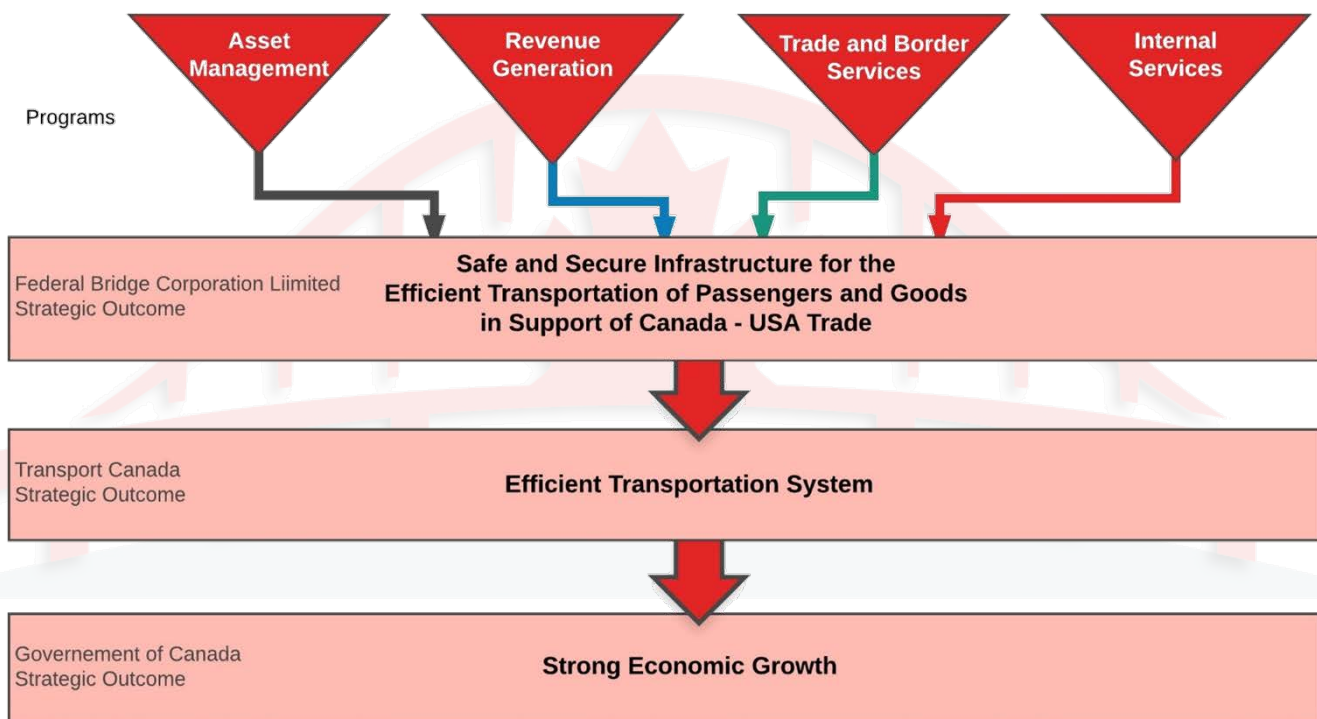 Asset
Management
Revenue
Generation
Trade and Border
Services
Internal
Services
Programs
Federal Bridge Corporation Liimited
Strategic Outcome
Safe and Secure Infrastructure for the
Efficient Transportation of Passengers and Goods
in Support of Canada - USA Trade
Transport Canada
Strategic Outcome
Efficient Transportation System
Governement of Canada
Strategic Outcome
Strong Economic Growth